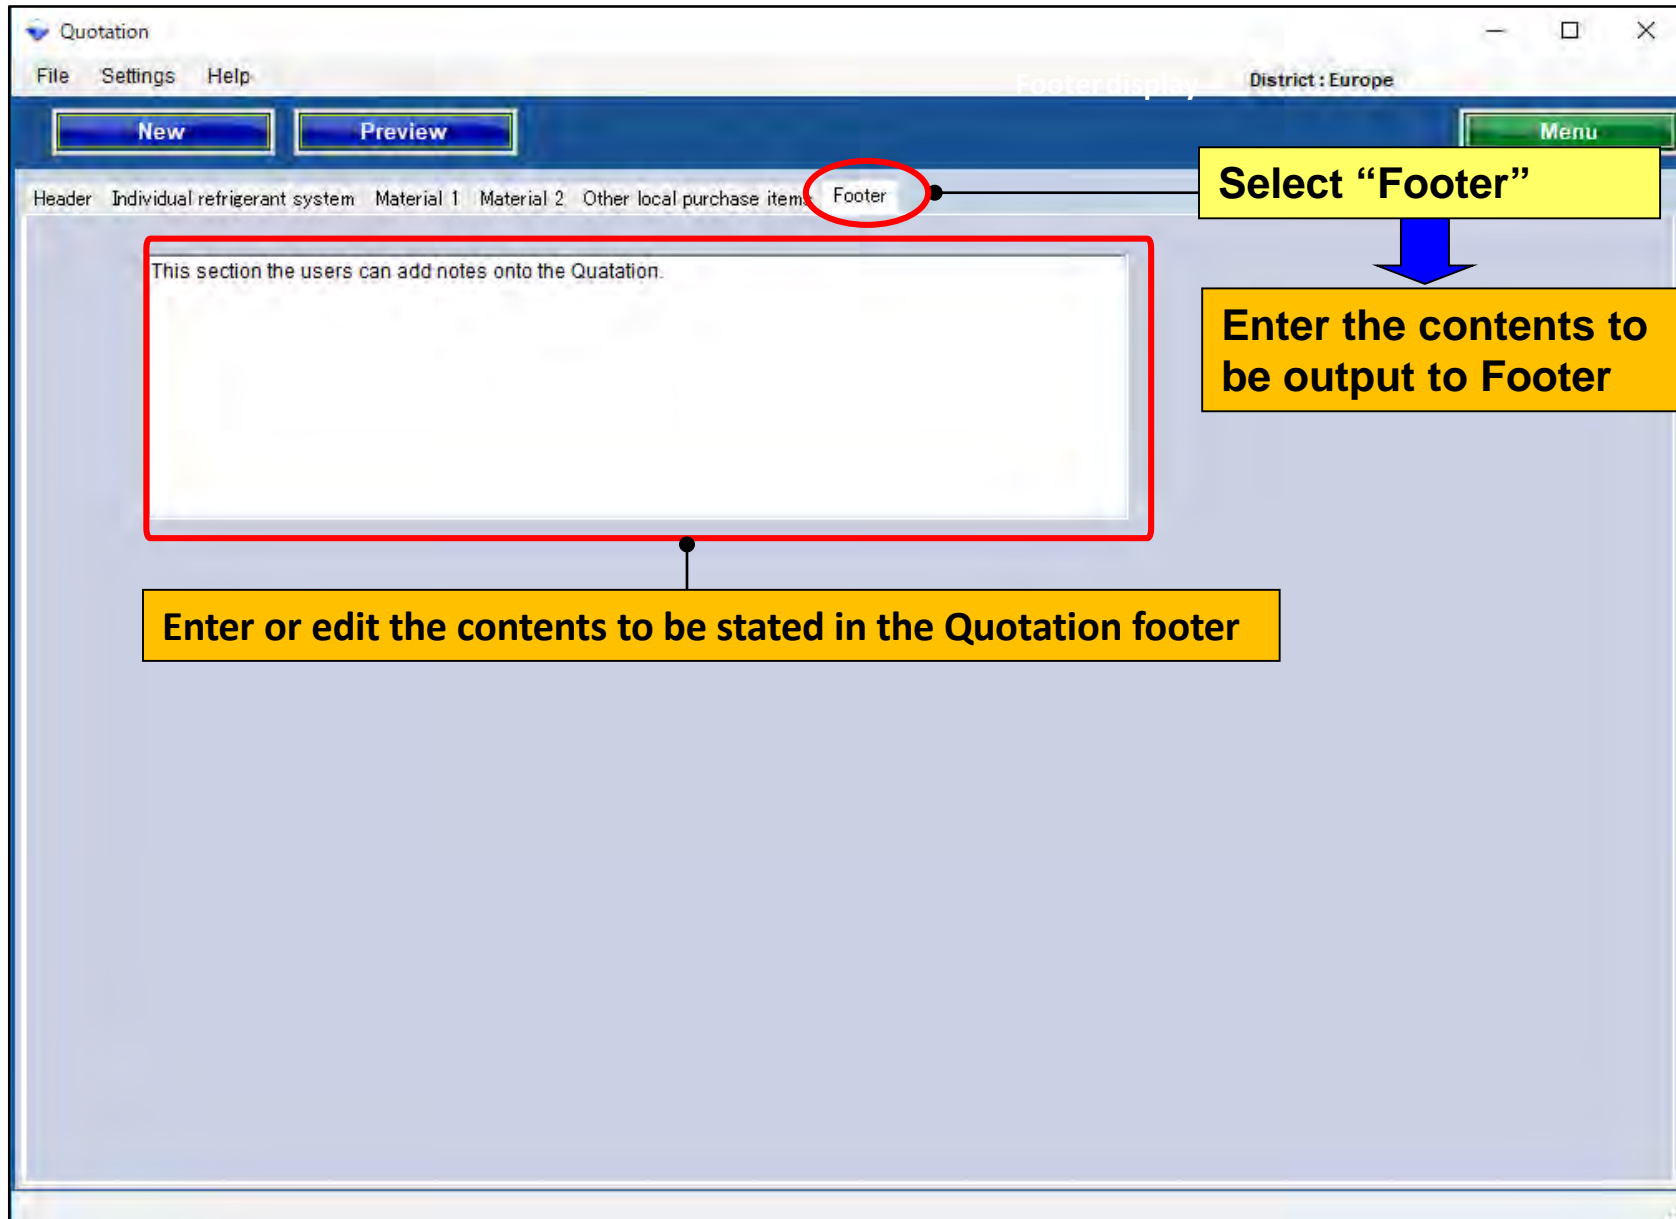 Quotation
File Settings Help
Footer display
District : Europe
New Preview Menu
Header Individual refrigerant system Material 1 Material 2 Other local purchase items Footer
Select “Footer”
This section the users can add notes onto the Quatation.
Enter the contents to
be output to Footer
Enter or edit the contents to be stated in the Quotation footer